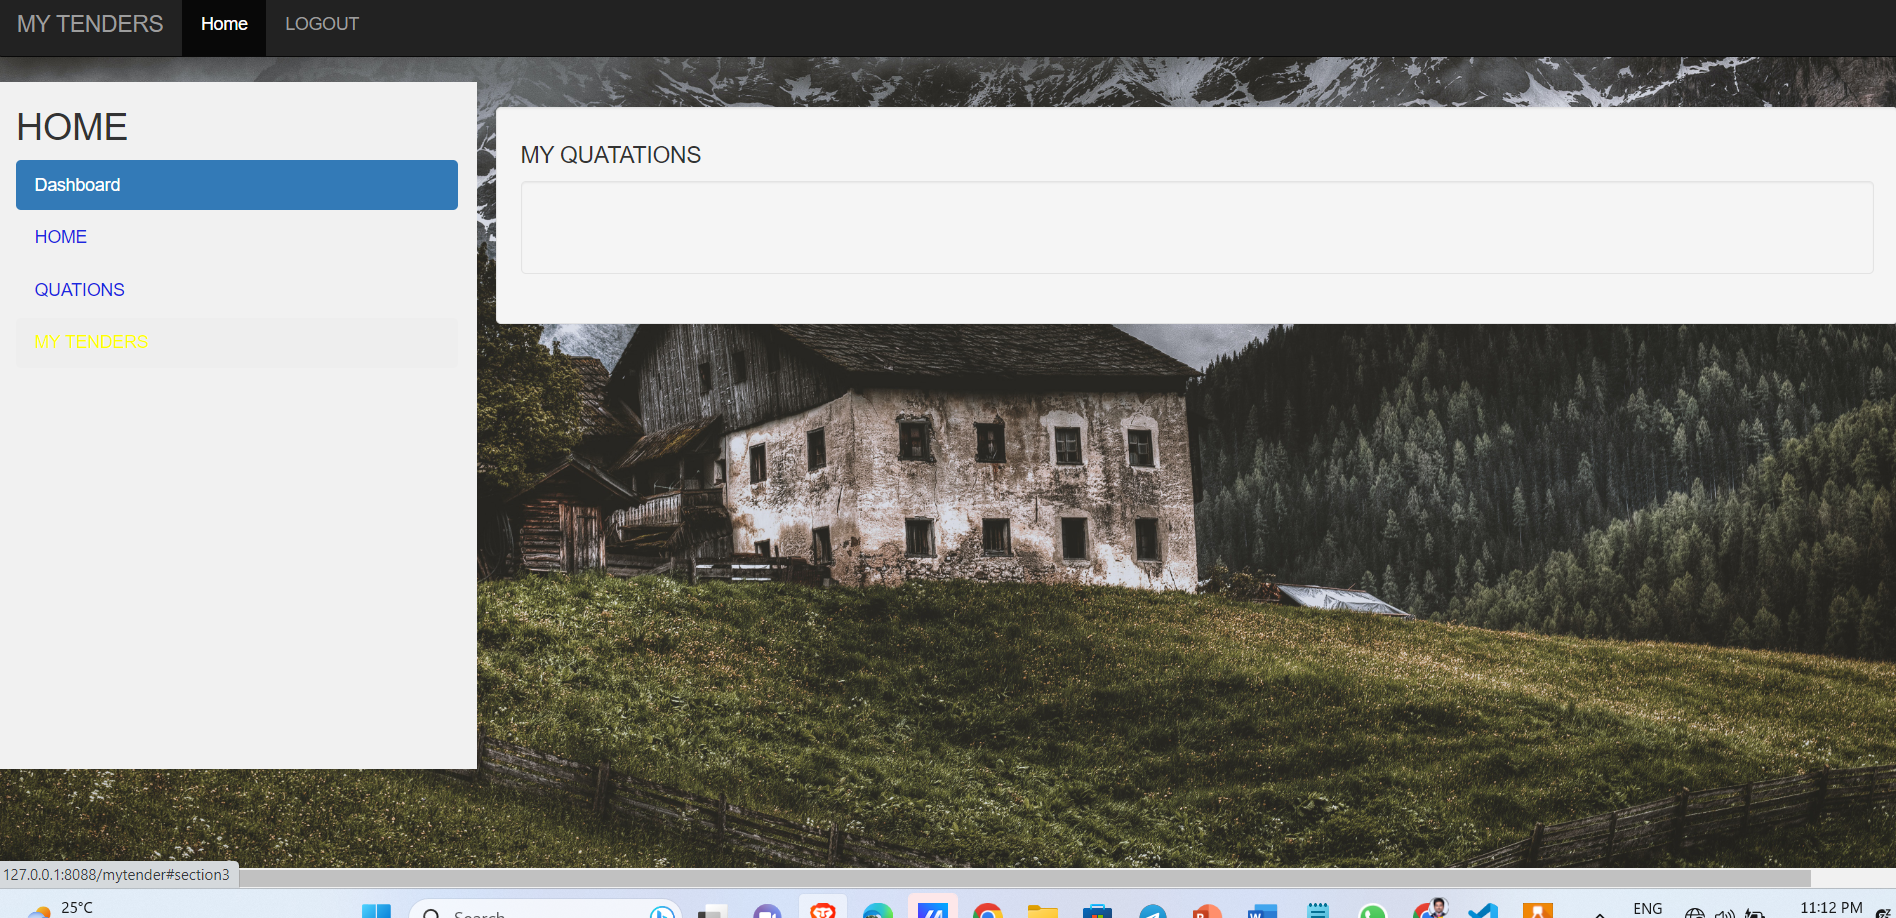 MY TENDERS Home LOGOUT
HOME
Dashboard
HOME
QUATIONS
MY TENDERS
MY QUATATIONS
127.0.0.1:8088/mytender#section3
25°C
Search
ENG
11:12 PM